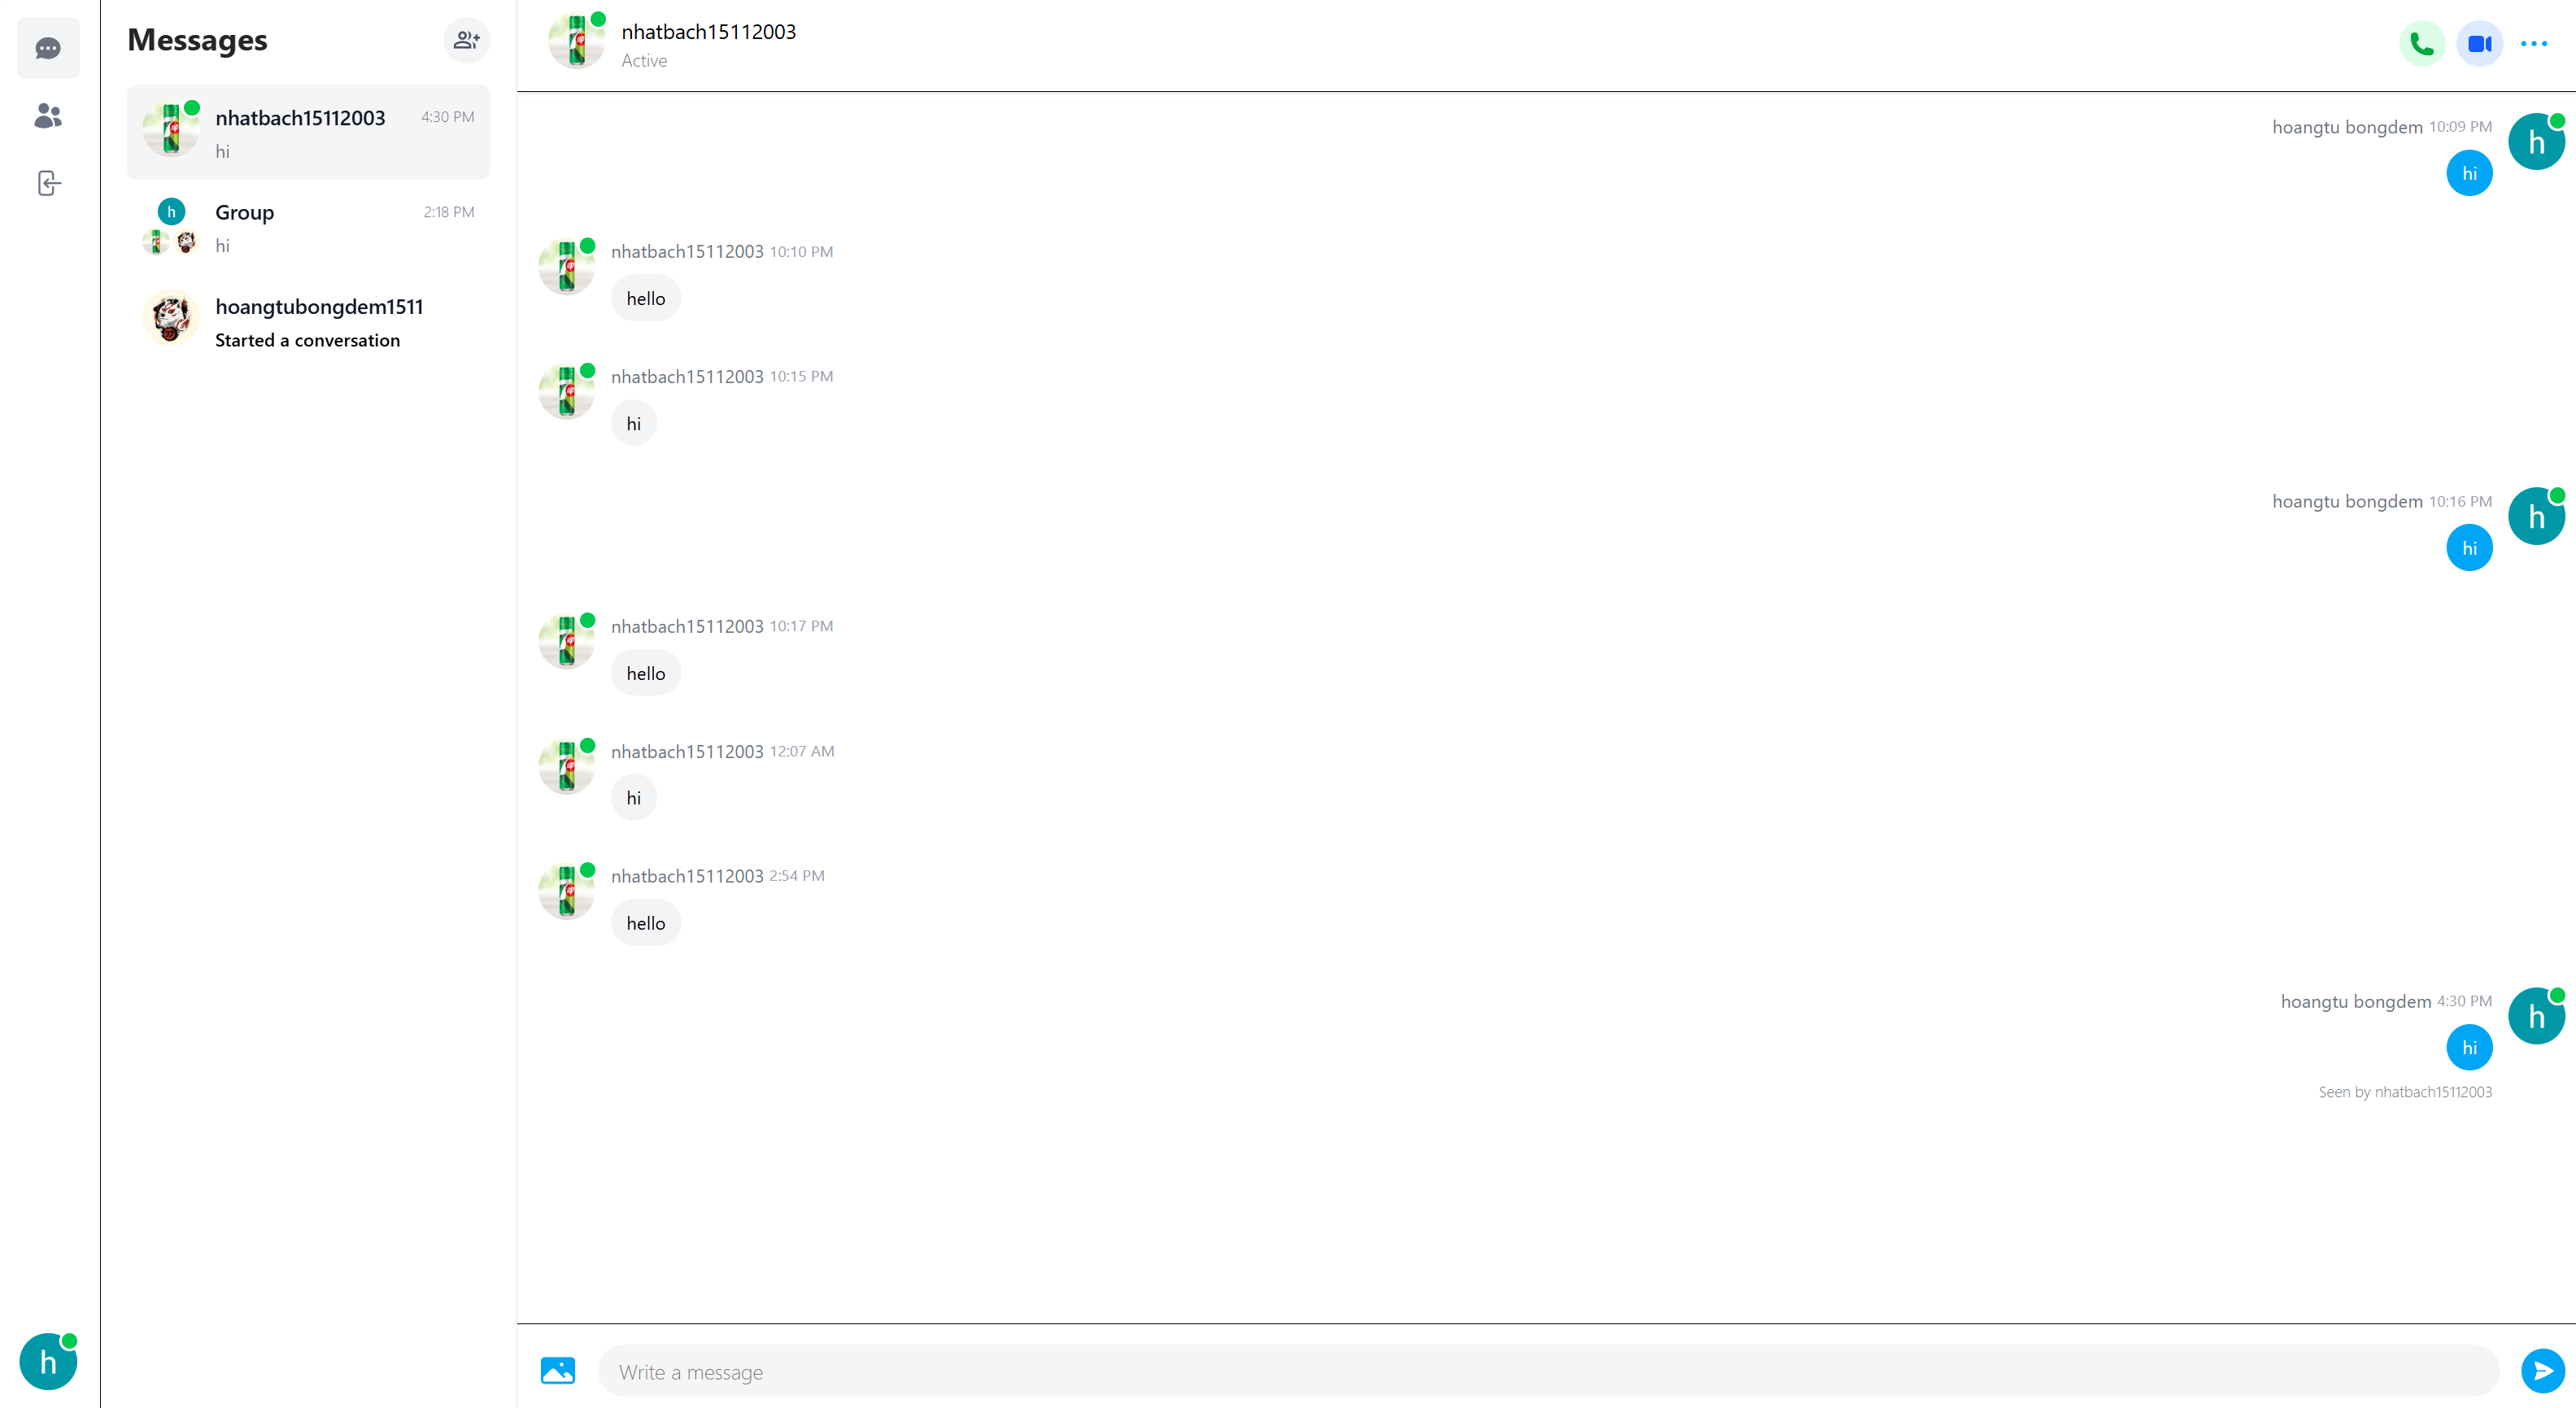 Messages
nhatbach15112003 4:30 PM
hi
h
Group 2:18 PM
hi
hoangtubongdem1511
Started a conversation
h
nhatbach15112003
Active
hoangtu bongdem 10:09 PM
h
hi
nhatbach15112003 10:10 PM
hello
nhatbach15112003 10:15 PM
hi
hoangtu bongdem 10:16 PM
h
hi
nhatbach15112003 10:17 PM
hello
nhatbach15112003 12:07 AM
hi
nhatbach15112003 2:54 PM
hello
hoangtu bongdem 4:30 PM
h
hi
Seen by nhatbach15112003
Write a message